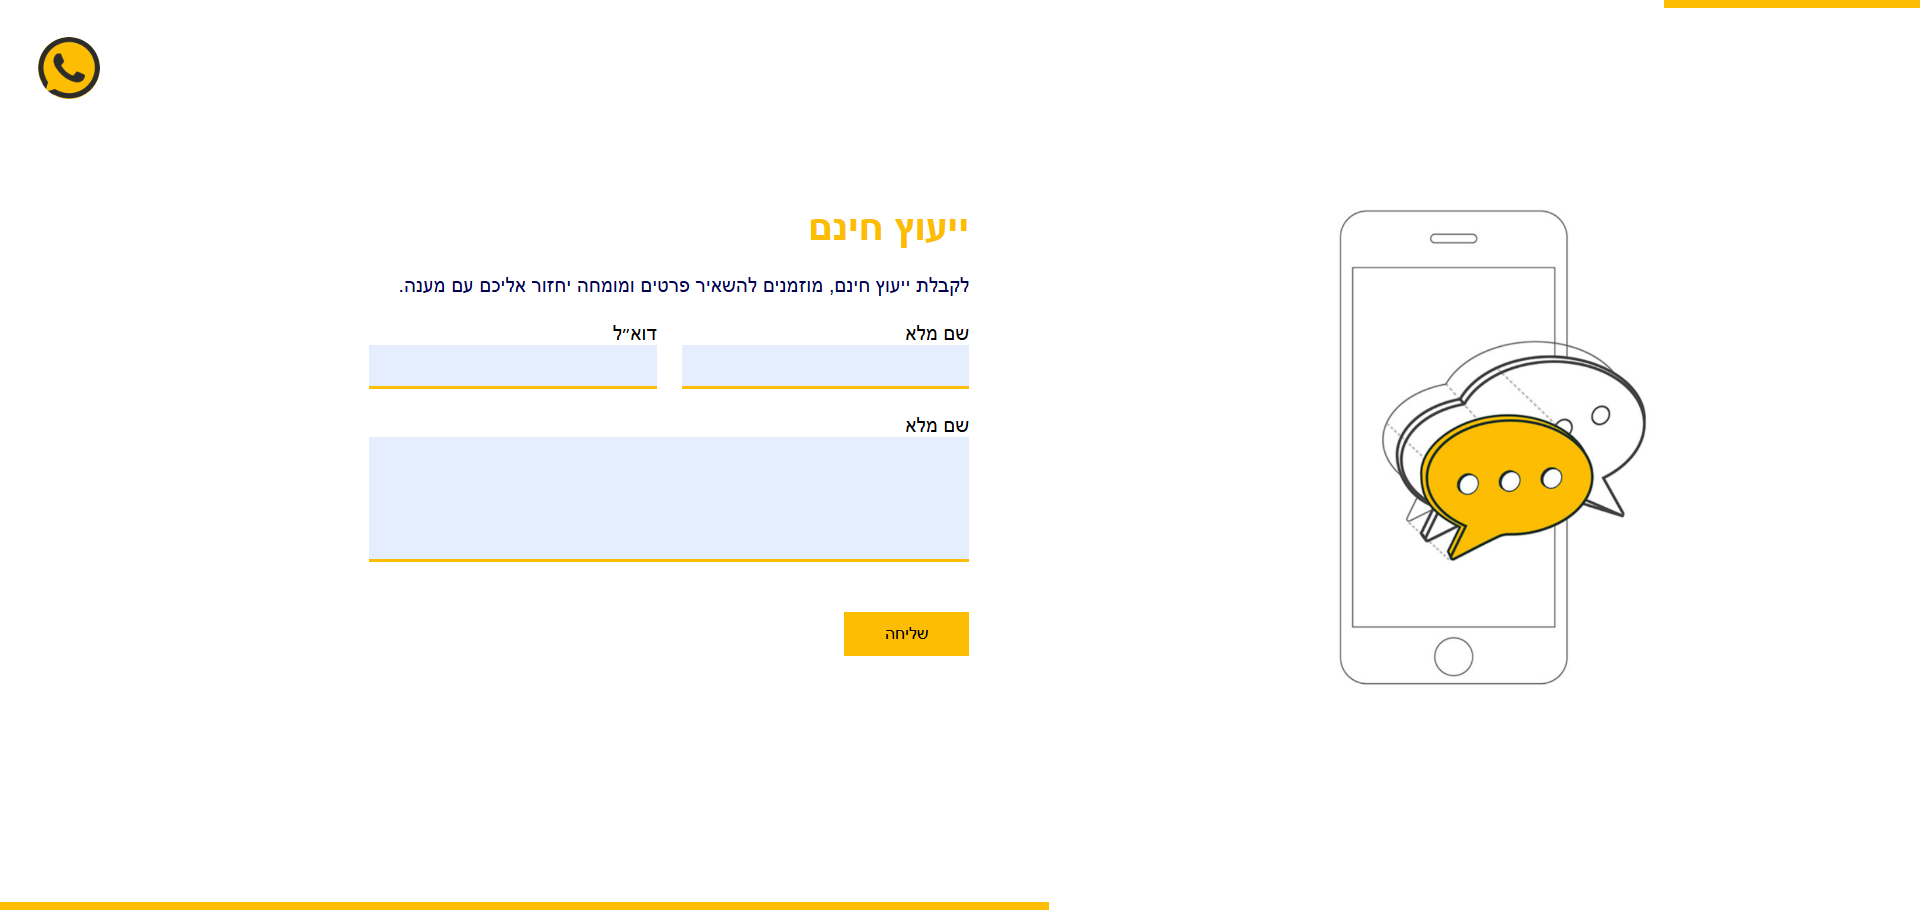 ייעוץ חינם
לקבלת ייעוץ חינם, מוזמנים להשאיר פרטים ומומחה יחזור אליכם עם מענה.
שם מלא
דוא״ל
שם מלא
שליחה